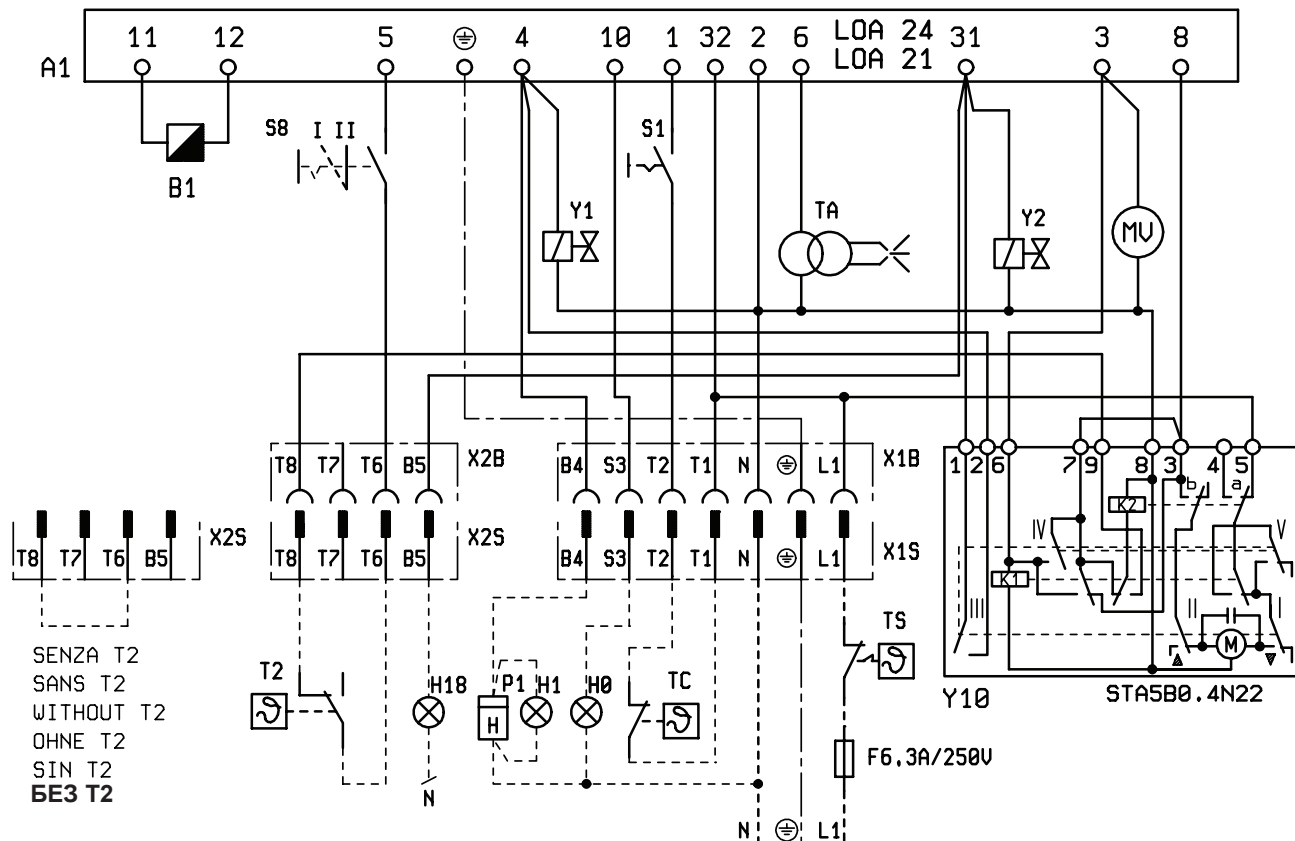 11 12 5 4 10 1 32 2 6 LOA 24 31 3 8
LOA 21
A1
S8 I II S1
B1
Y1 TA Y2 MV
T8 T7 T6 B5 X2B
B4 S3 T2 T1 N L1 X1B
1 2 6 7 9 8 3 4 5
b a
K2
IV V
T8 T7 T6 B5 X2S
T8 T7 T6 B5 X2S
B4 S3 T2 T1 N L1 X1S
K1
III II I
M
Y10 STA5B0.4N22
SENZA T2
SANS T2
WITHOUT T2
OHNE T2
SIN T2
БЕЗ T2
T2 H18 P1 H1 H0 TC TS
H
F6,3A/250V
N
N L1